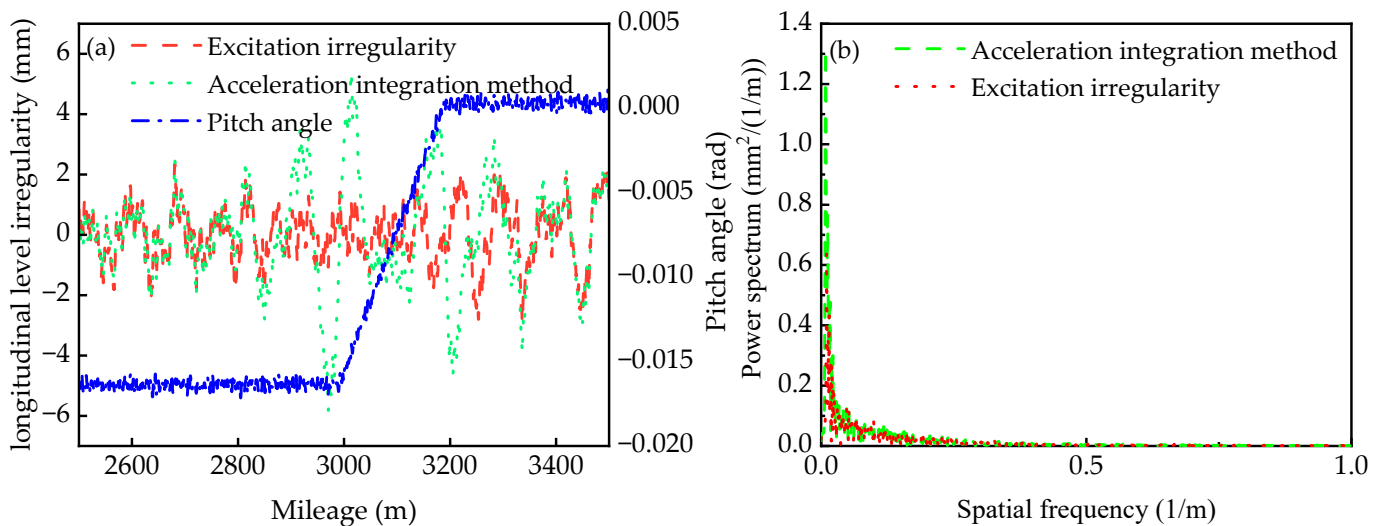 (a)
Excitation irregularity
Acceleration integration method
Pitch angle
longitudinal level irregularity (mm)
6
4
2
0
−2
−4
−6
2600
2800
3000
3200
3400
Mileage (m)
0.005
0.000
−0.005
−0.010
−0.015
−0.020
Pitch angle (rad)
(b)
Acceleration integration method
Excitation irregularity
Power spectrum (mm²/(1/m))
1.4
1.2
1.0
0.8
0.6
0.4
0.2
0.0
0.0
0.5
1.0
Spatial frequency (1/m)